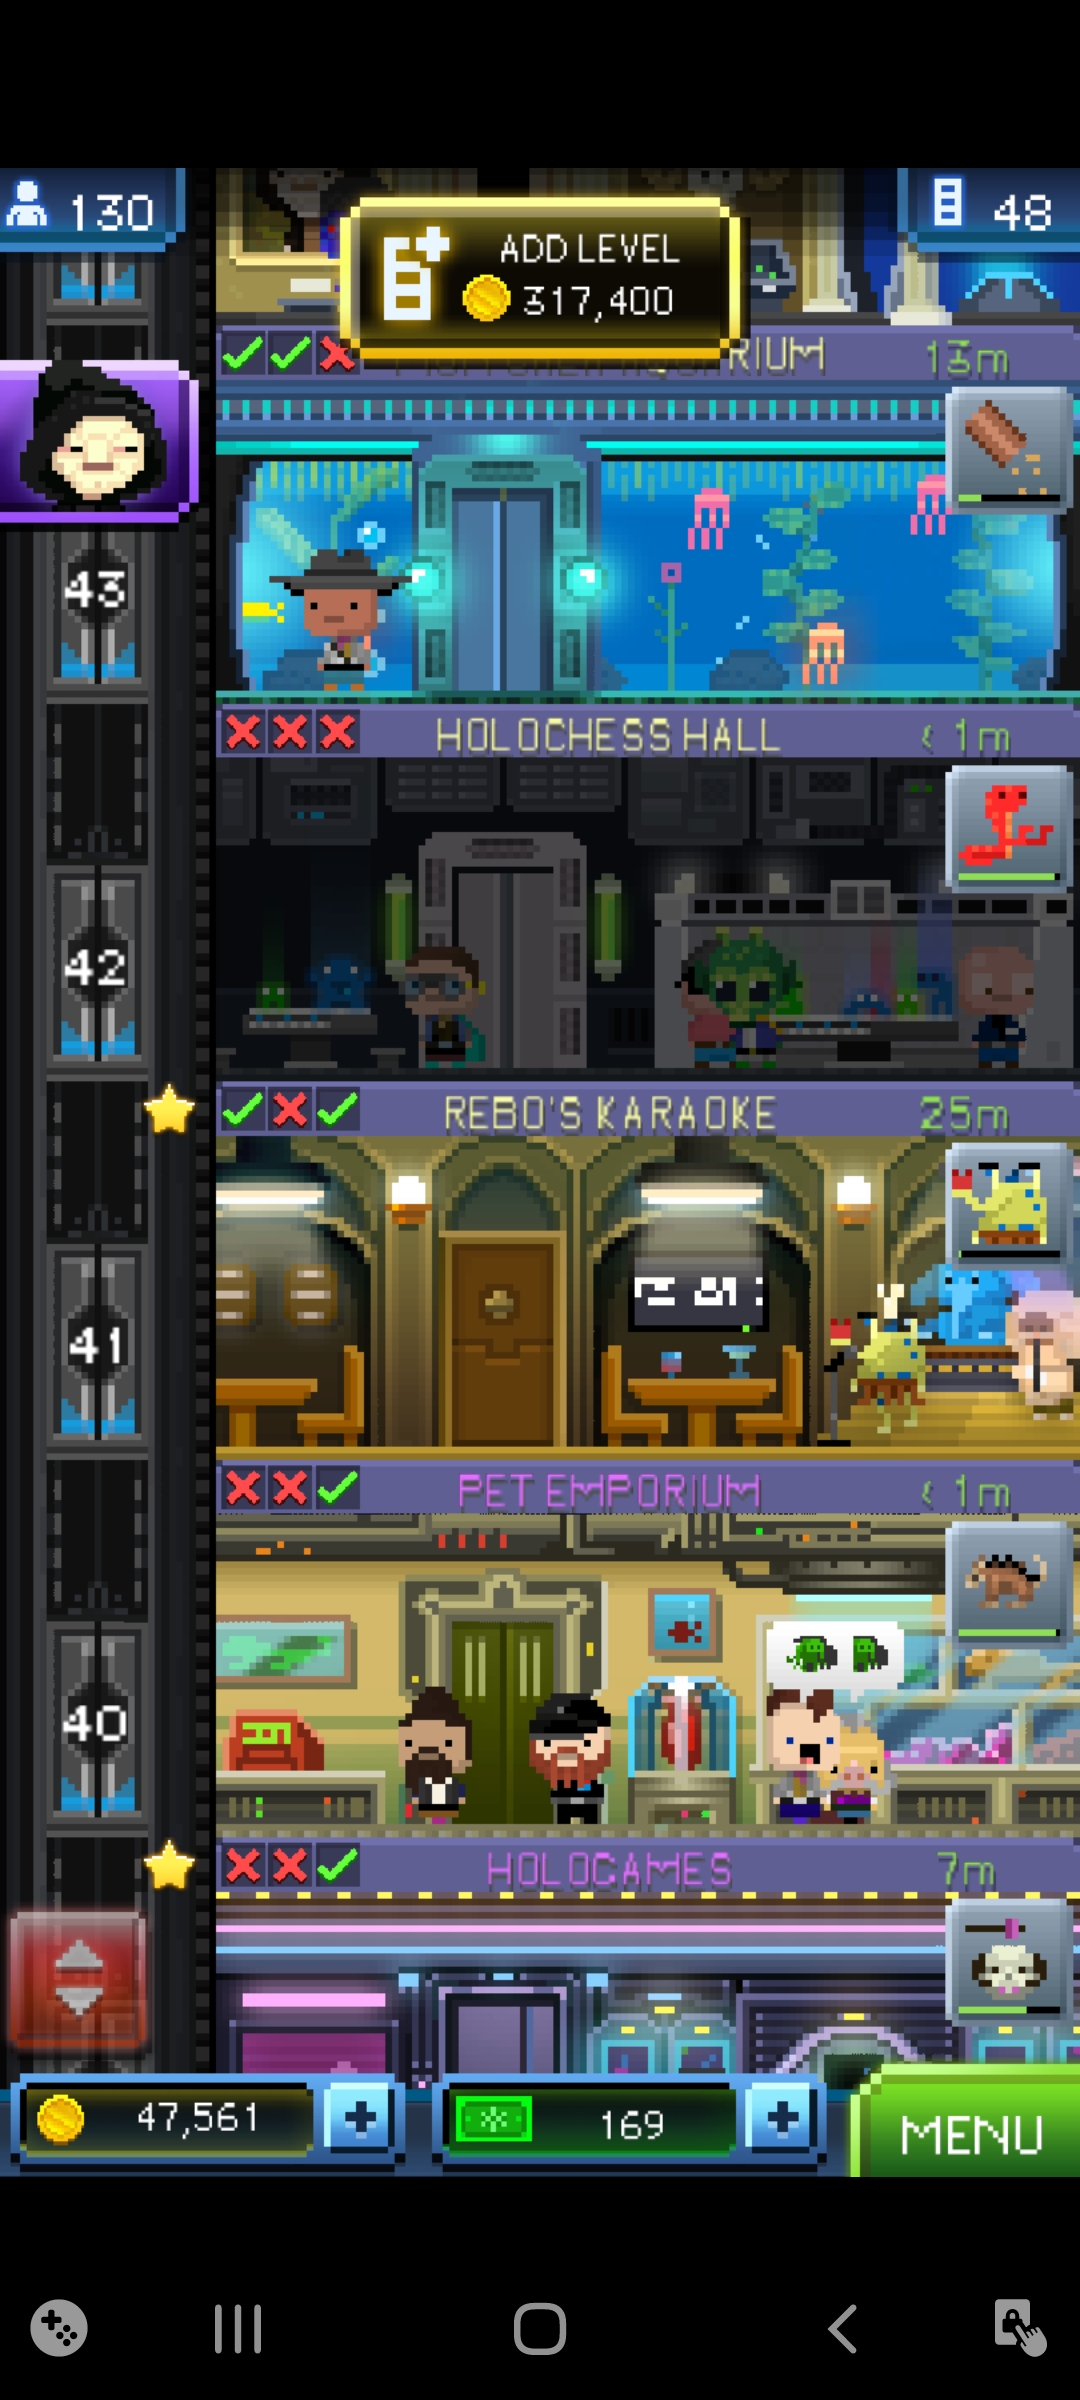 130
ADD LEVEL
317,400
48
RIUM
13m
43
HOLOCHESS HALL
< 1m
42
REBO'S KARAOKE
25m
41
PET EMPORIUM
< 1m
40
HOLOGAMES
7m
47,561
169
MENU